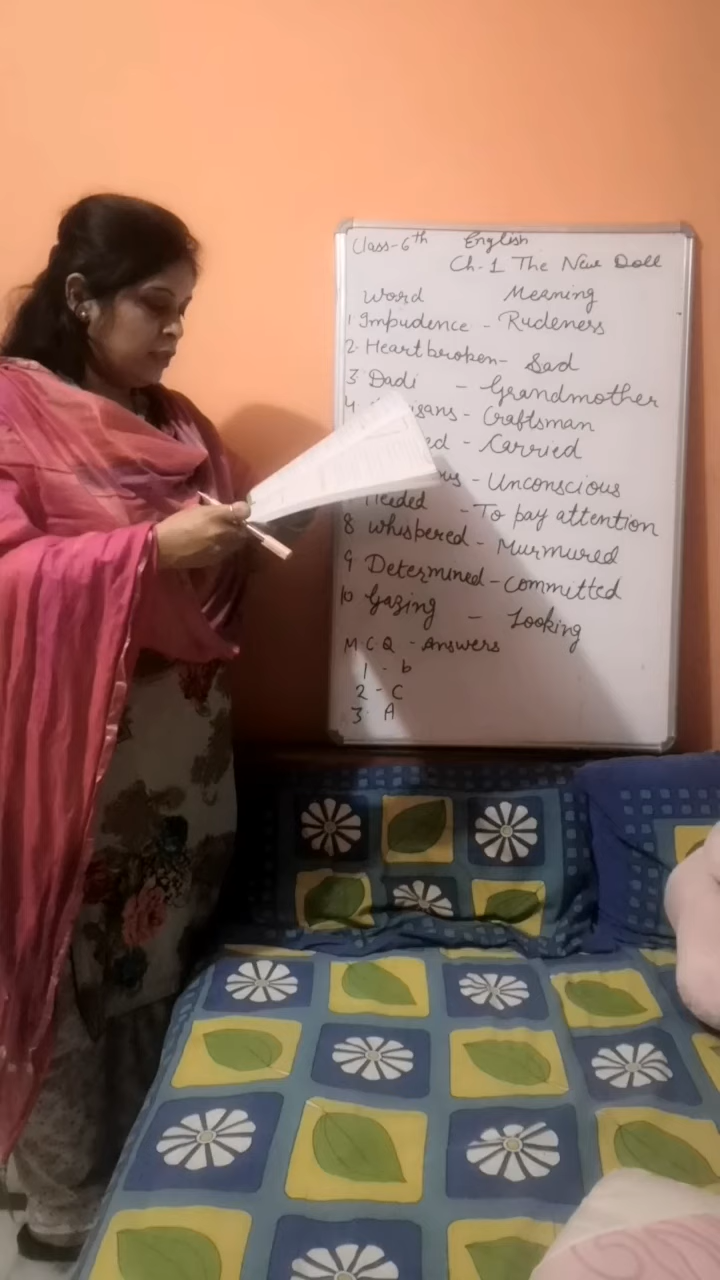 Class-6th English
Ch-1 The New Doll
Word Meaning
1 Impudence - Rudeness
2. Heartbroken - Sad
3 Dadi - Grandmother
4 - Craftsman
- Carried
- Unconscious
Heeded - To pay attention
8 Whispered - Murmured
9 Determined - Committed
10 Gazing - Looking
M C Q - Answers
1 - b
2 - C
3. A